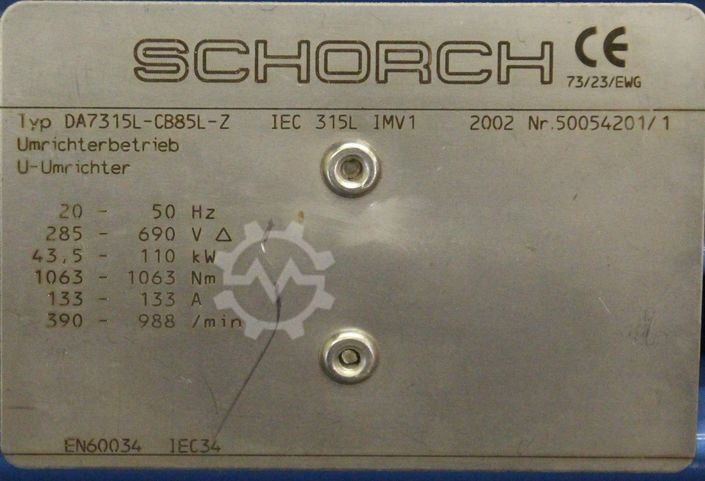 SCHORCH CE
73/23/EWG
Typ DA7315L-CB85L-Z IEC 315L IMV1 2002 Nr.50054201/1
Umrichterbetrieb
U-Umrichter
20 - 50 Hz
285 - 690 V △
43,5 - 110 kW
1063 - 1063 Nm
133 - 133 A
390 - 988 /min
EN60034 IEC34